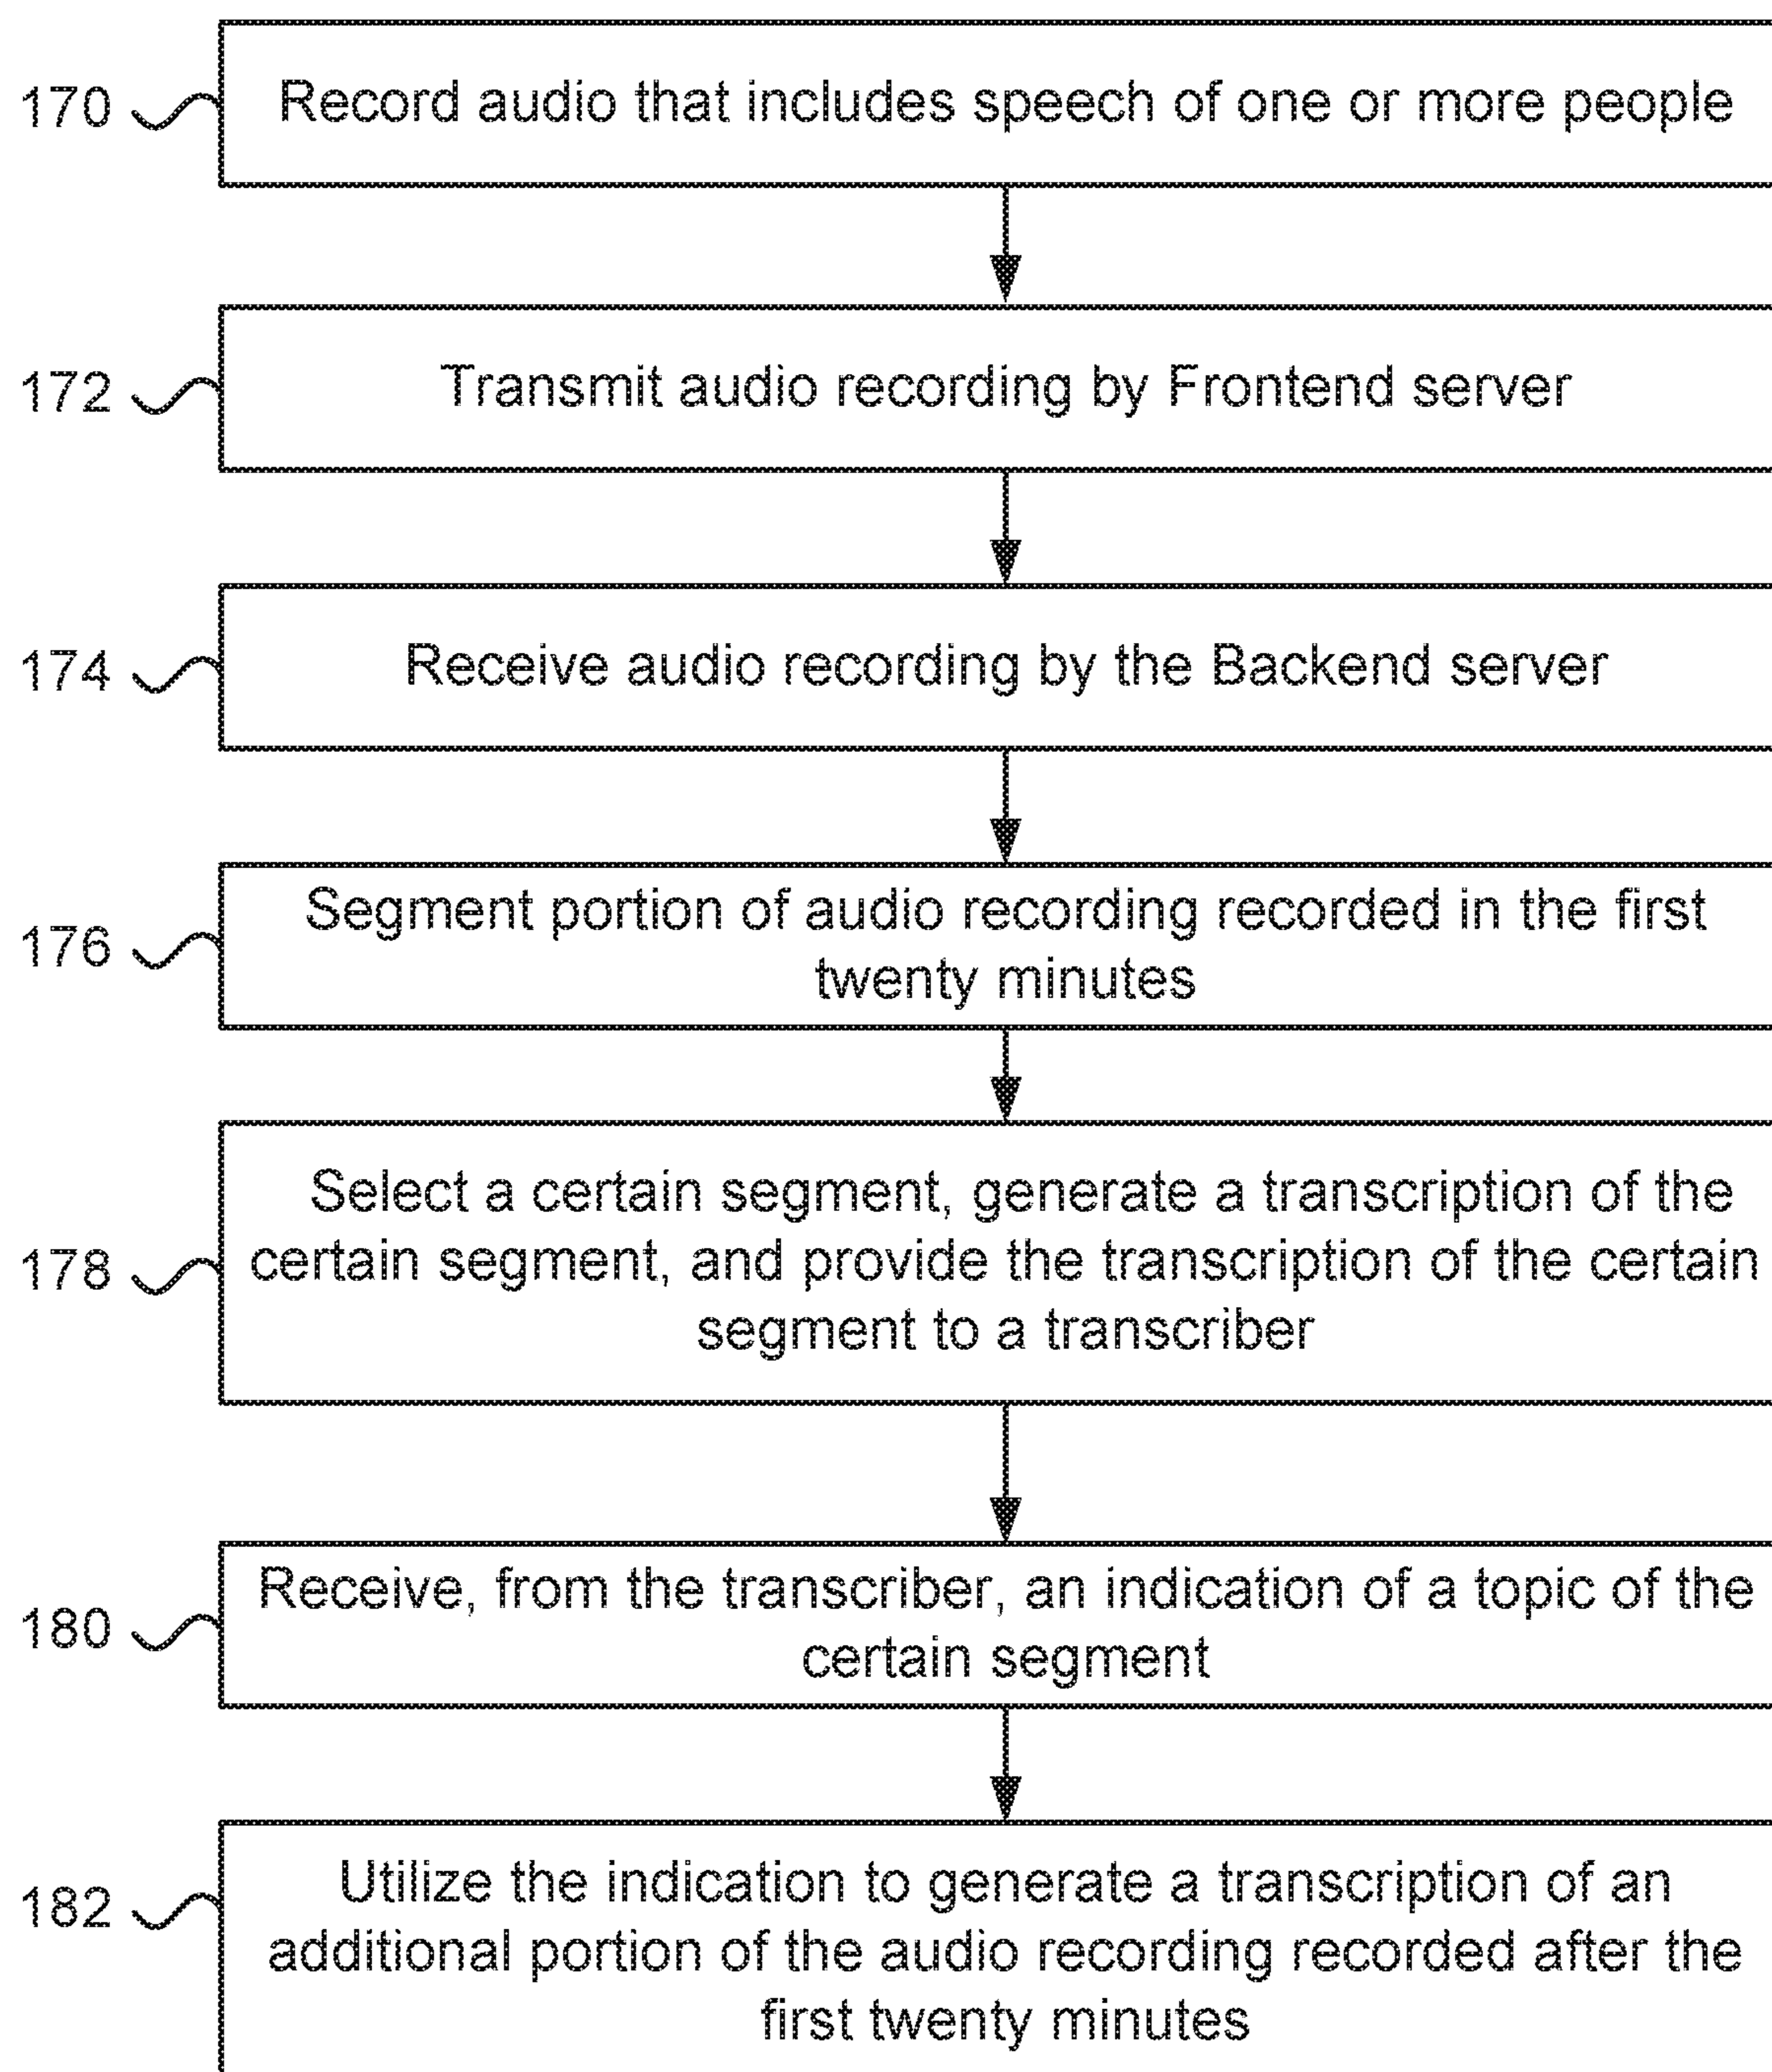 170
Record audio that includes speech of one or more people
172
Transmit audio recording by Frontend server
174
Receive audio recording by the Backend server
176
Segment portion of audio recording recorded in the first
twenty minutes
178
Select a certain segment, generate a transcription of the
certain segment, and provide the transcription of the certain
segment to a transcriber
180
Receive, from the transcriber, an indication of a topic of the
certain segment
182
Utilize the indication to generate a transcription of an
additional portion of the audio recording recorded after the
first twenty minutes